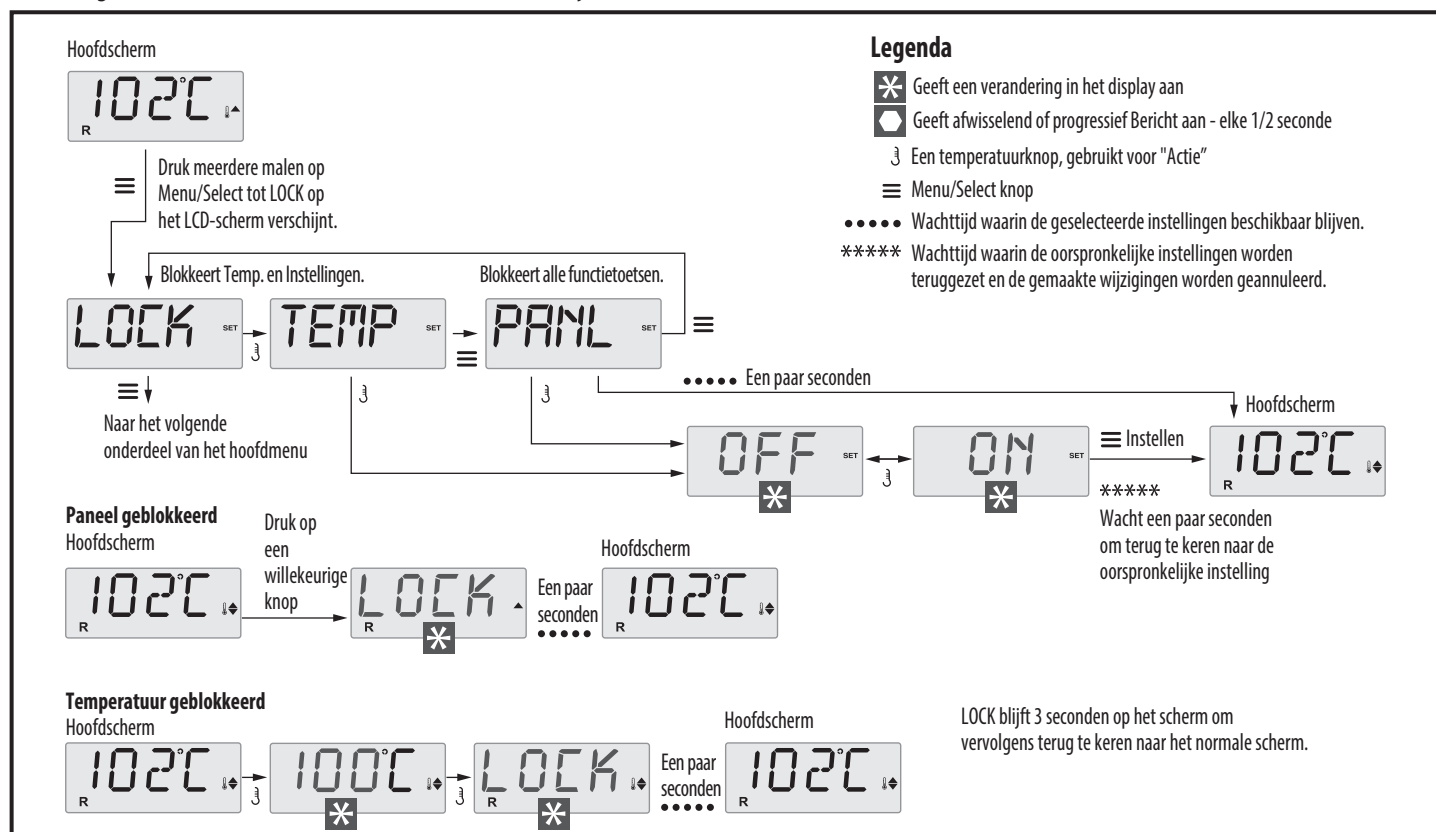 Hoofdscherm
102°C
R
Druk meerdere malen op
Menu/Select tot LOCK op
het LCD-scherm verschijnt.
Legenda
Geeft een verandering in het display aan
Geeft afwisselend of progressief Bericht aan - elke 1/2 seconde
Een temperatuurknop, gebruikt voor "Actie”
Menu/Select knop
••••• Wachttijd waarin de geselecteerde instellingen beschikbaar blijven.
***** Wachttijd waarin de oorspronkelijke instellingen worden
teruggezet en de gemaakte wijzigingen worden geannuleerd.
Blokkeert Temp. en Instellingen.
Blokkeert alle functietoetsen.
LOCK SET
TEMP SET
PANL SET
Naar het volgende
onderdeel van het hoofdmenu
••••• Een paar seconden
Hoofdscherm
OFF SET
ON SET
Instellen
102°C
R
*****
Wacht een paar seconden
om terug te keren naar de
oorspronkelijke instelling
Paneel geblokkeerd
Hoofdscherm
102°C
R
Druk op
een
willekeurige
knop
LOCK
R
Een paar
seconden
•••••
Hoofdscherm
102°C
R
Temperatuur geblokkeerd
Hoofdscherm
102°C
R
100°C
LOCK
R
Een paar
seconden
•••••
Hoofdscherm
102°C
R
LOCK blijft 3 seconden op het scherm om
vervolgens terug te keren naar het normale scherm.